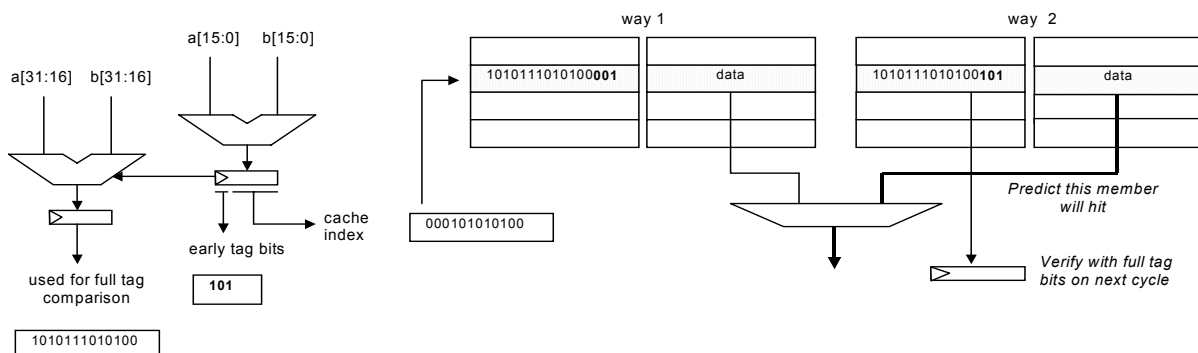 a[15:0] b[15:0]
a[31:16] b[31:16]
cache
index
early tag bits
101
used for full tag
comparison
1010111010100
way 1
way 2
1010111010100001
data
1010111010100101
data
000101010100
Predict this member
will hit
Verify with full tag
bits on next cycle